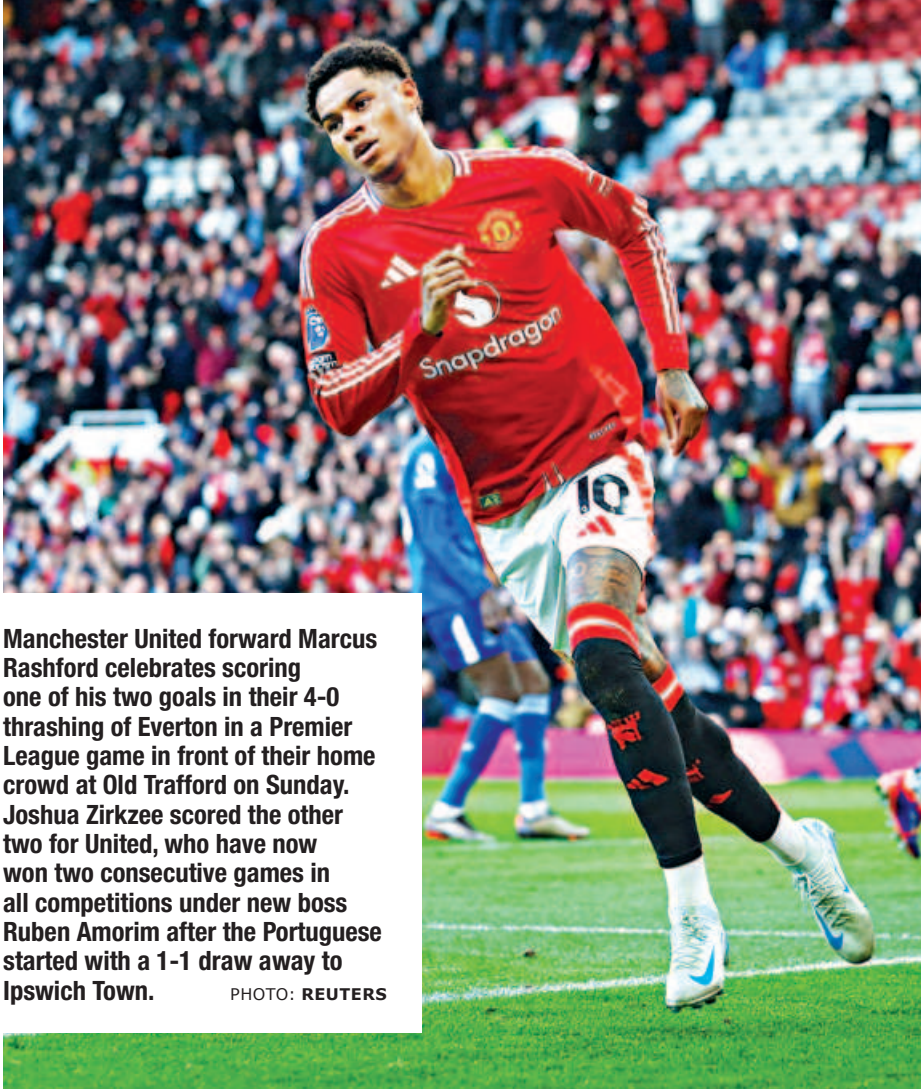 Snapdragon
10
Manchester United forward Marcus
Rashford celebrates scoring
one of his two goals in their 4-0
thrashing of Everton in a Premier
League game in front of their home
crowd at Old Trafford on Sunday.
Joshua Zirkzee scored the other
two for United, who have now
won two consecutive games in
all competitions under new boss
Ruben Amorim after the Portuguese
started with a 1-1 draw away to
Ipswich Town. PHOTO: REUTERS